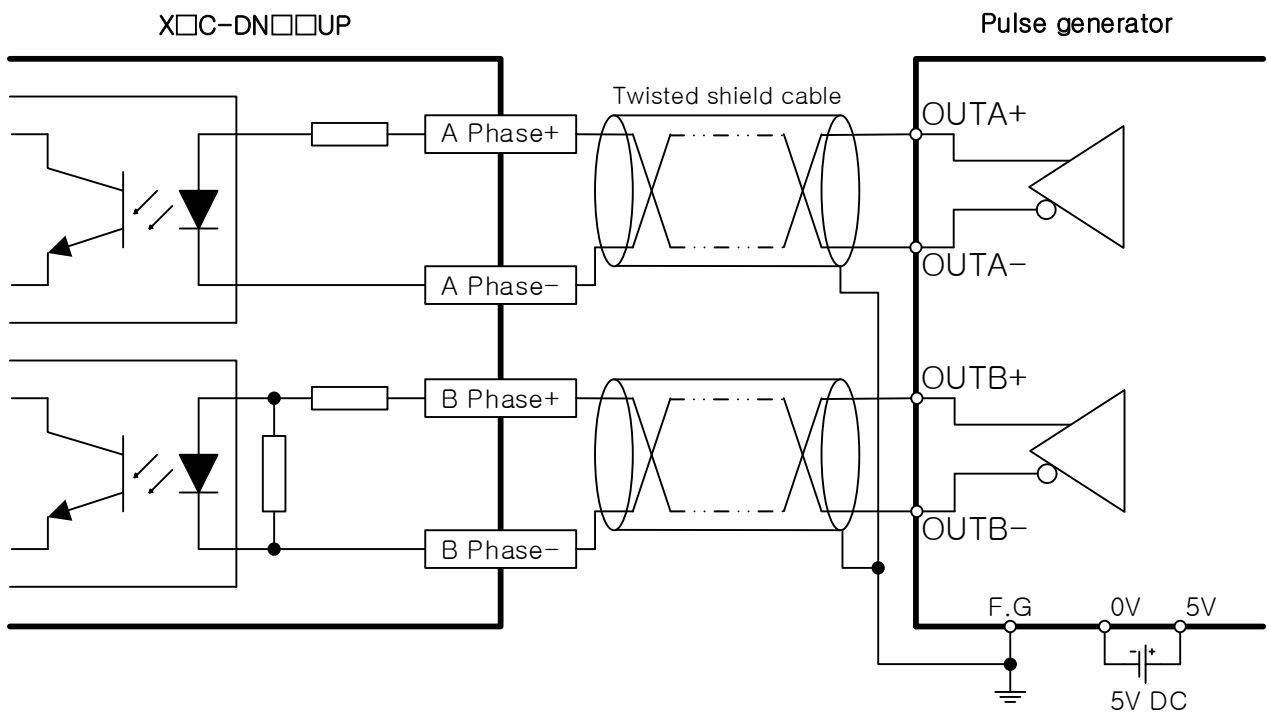 X□C-DN□□UP
Pulse generator
Twisted shield cable
A Phase+
OUTA+
A Phase-
OUTA-
B Phase+
OUTB+
B Phase-
OUTB-
F.G
0V
5V
- +
5V DC